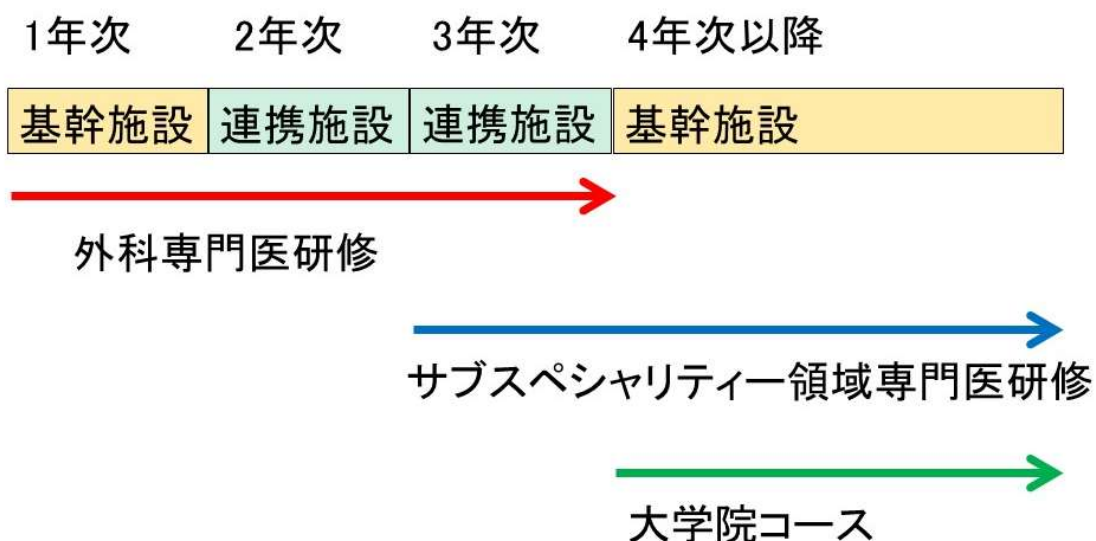 1年次 2年次 3年次 4年次以降
基幹施設 連携施設 連携施設 基幹施設
外科専門医研修
サブスペシャリティー領域専門医研修
大学院コース